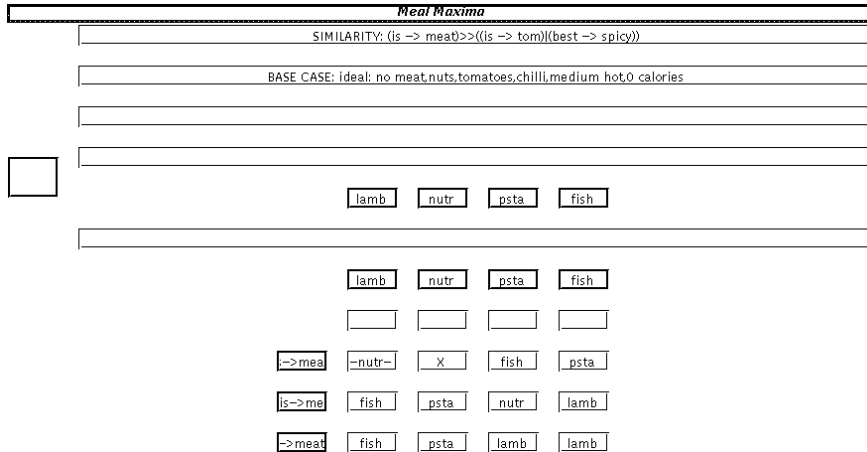 Meal Maxima
SIMILARITY: (is -> meat)>>((is -> tom)|(best -> spicy))
BASE CASE: ideal: no meat,nuts,tomatoes,chilli,medium hot,0 calories
lamb nutr psta fish
lamb nutr psta fish
:->mea -nutr- X fish psta
is->me fish psta nutr lamb
->meat fish psta lamb lamb